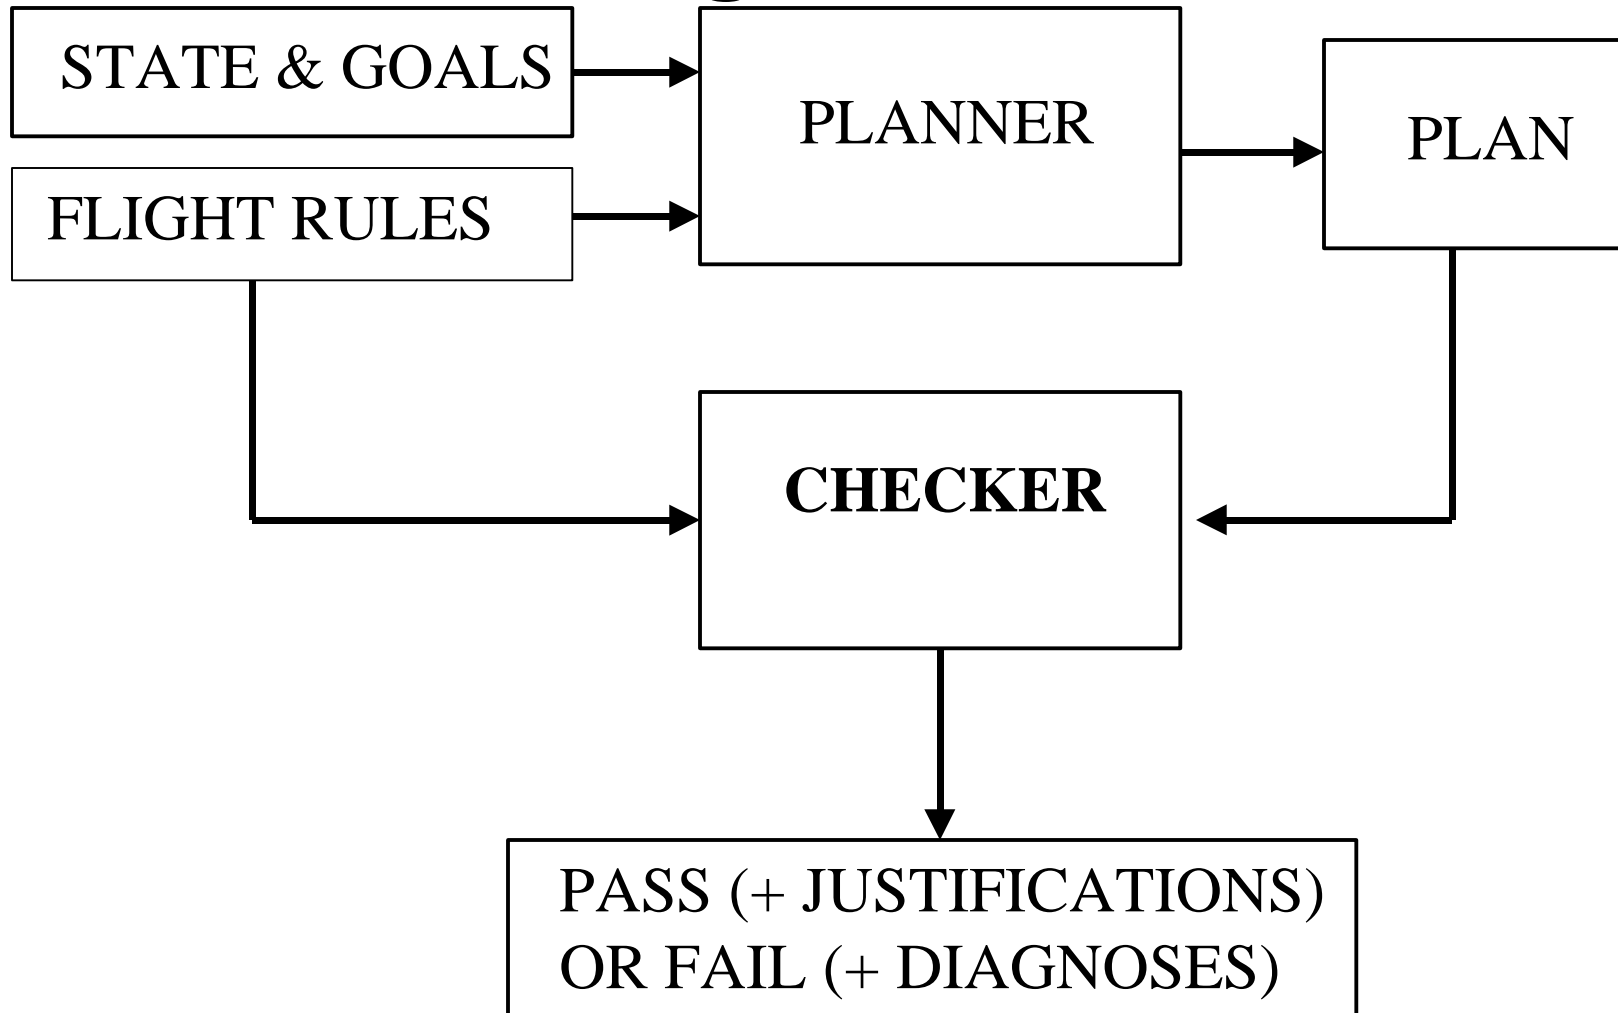 STATE & GOALS
PLANNER
PLAN
FLIGHT RULES
CHECKER
PASS (+ JUSTIFICATIONS)
OR FAIL (+ DIAGNOSES)